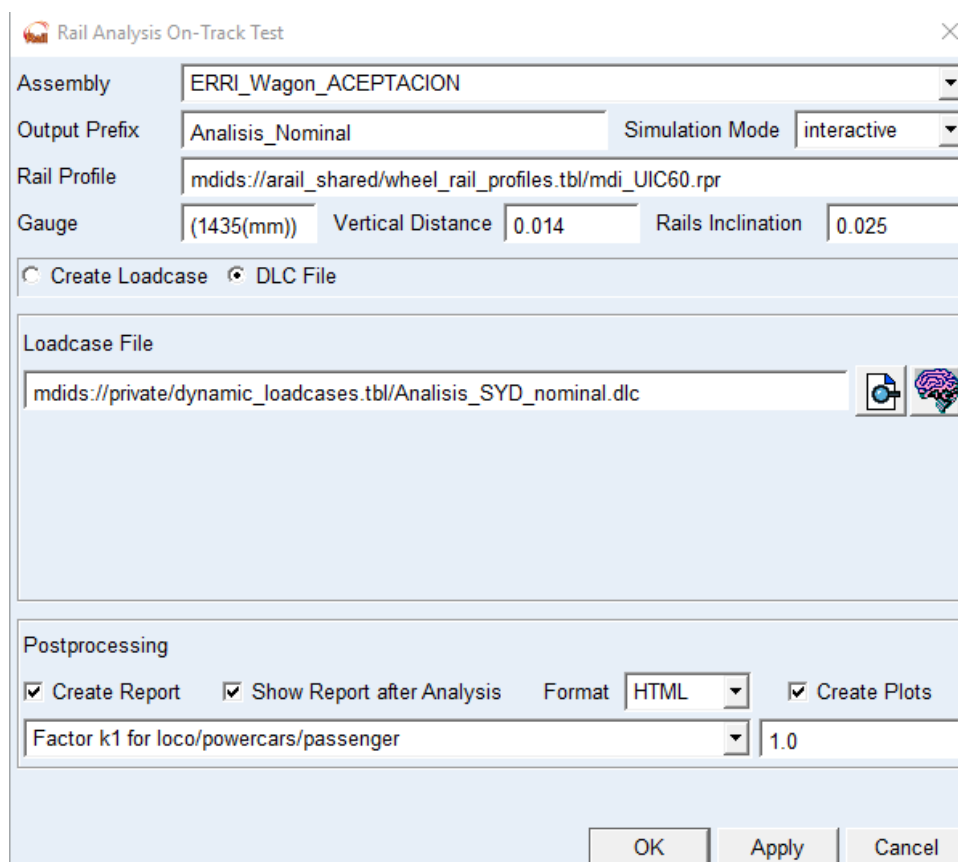 Rail Analysis On-Track Test
Assembly ERRI_Wagon_ACEPTACION
Output Prefix Analisis_Nominal Simulation Mode interactive
Rail Profile mdids://arail_shared/wheel_rail_profiles.tbl/mdi_UIC60.rpr
Gauge (1435(mm)) Vertical Distance 0.014 Rails Inclination 0.025
Create Loadcase DLC File
Loadcase File
mdids://private/dynamic_loadcases.tbl/Analisis_SYD_nominal.dlc
Postprocessing
Create Report Show Report after Analysis Format HTML Create Plots
Factor k1 for loco/powercars/passenger 1.0
OK Apply Cancel